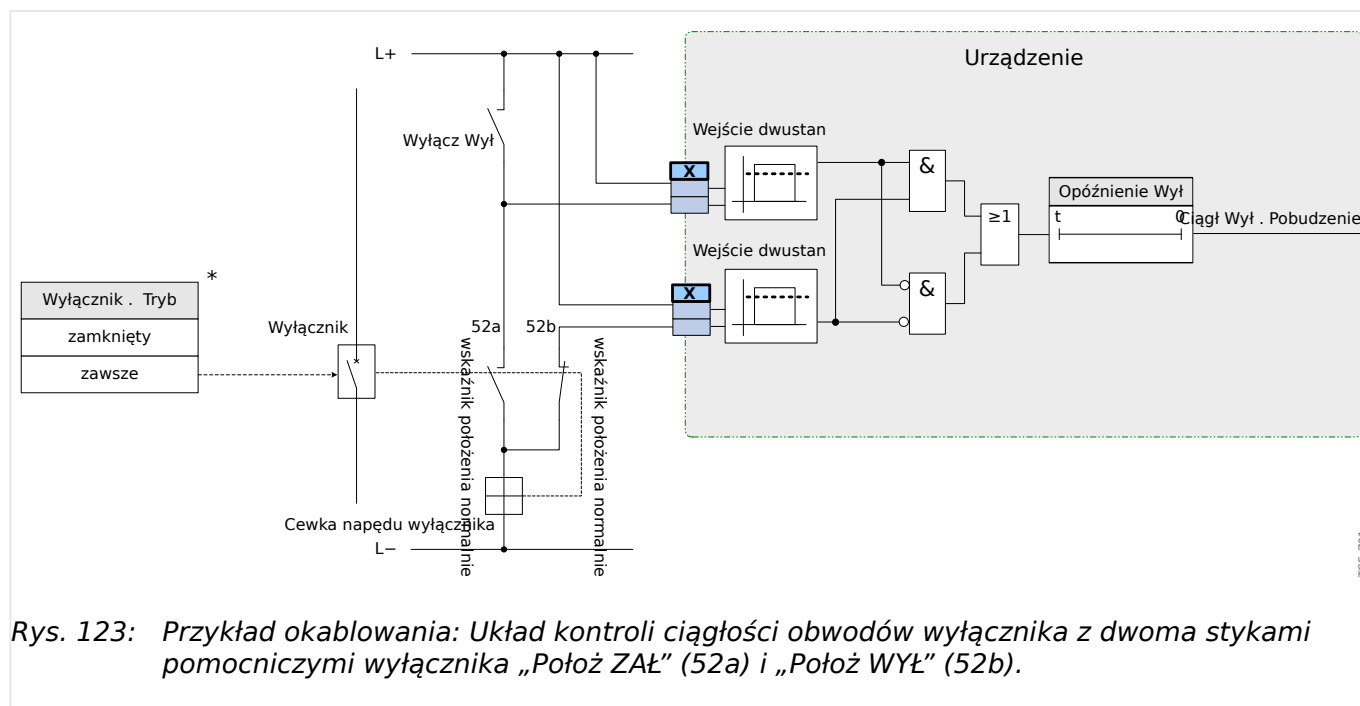 L+
Urządzenie
Wyłącz Wył
Wejście dwustan
X
&
Opóźnienie Wył
≥1
t
0
Ciągł Wył . Pobudzenie
Wejście dwustan
X
&
*
Wyłącznik . Tryb
zamknięty
zawsze
Wyłącznik
52a
52b
wskaźnik położenia normalnie
wskaźnik położenia normalnie
Cewka napędu wyłącznika
L−
Rys. 123: Przykład okablowania: Układ kontroli ciągłości obwodów wyłącznika z dwoma stykami
pomocniczymi wyłącznika „Położ ZAŁ” (52a) i „Położ WYŁ” (52b).